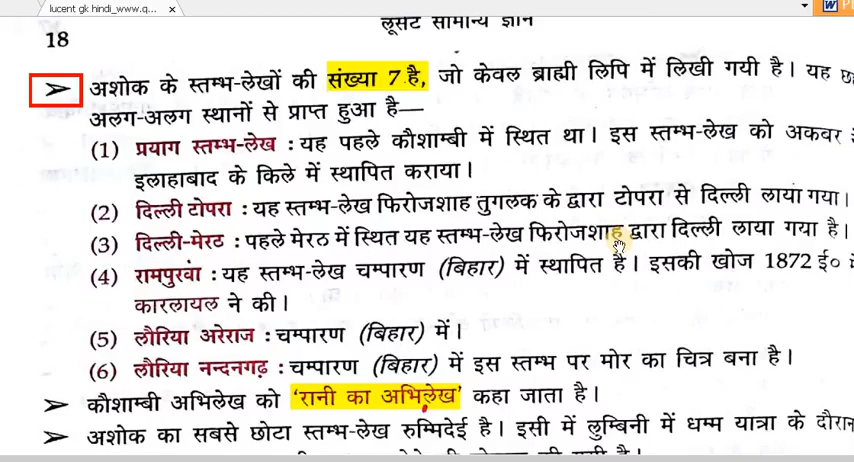 lucent gk hindi_www.q... ×
P
लूसेंट सामान्य ज्ञान
18
➢ अशोक के स्तम्भ-लेखों की संख्या 7 है, जो केवल ब्राह्मी लिपि में लिखी गयी है। यह
अलग-अलग स्थानों से प्राप्त हुआ है—
(1) प्रयाग स्तम्भ-लेख : यह पहले कौशाम्बी में स्थित था। इस स्तम्भ-लेख को अकबर
इलाहाबाद के किले में स्थापित कराया।
(2) दिल्ली टोपरा : यह स्तम्भ-लेख फिरोजशाह तुगलक के द्वारा टोपरा से दिल्ली लाया गया।
(3) दिल्ली-मेरठ : पहले मेरठ में स्थित यह स्तम्भ-लेख फिरोजशाह द्वारा दिल्ली लाया गया है।
(4) रामपुरवा : यह स्तम्भ-लेख चम्पारण (बिहार) में स्थापित है। इसकी खोज 1872 ई०
कारलायल ने की।
(5) लौरिया अरेराज : चम्पारण (बिहार) में।
(6) लौरिया नन्दनगढ़ : चम्पारण (बिहार) में इस स्तम्भ पर मोर का चित्र बना है।
➢ कौशाम्बी अभिलेख को 'रानी का अभिलेख' कहा जाता है।
➢ अशोक का सबसे छोटा स्तम्भ-लेख रुम्मिदेई है। इसी में लुम्बिनी में धम्म यात्रा के दौरान